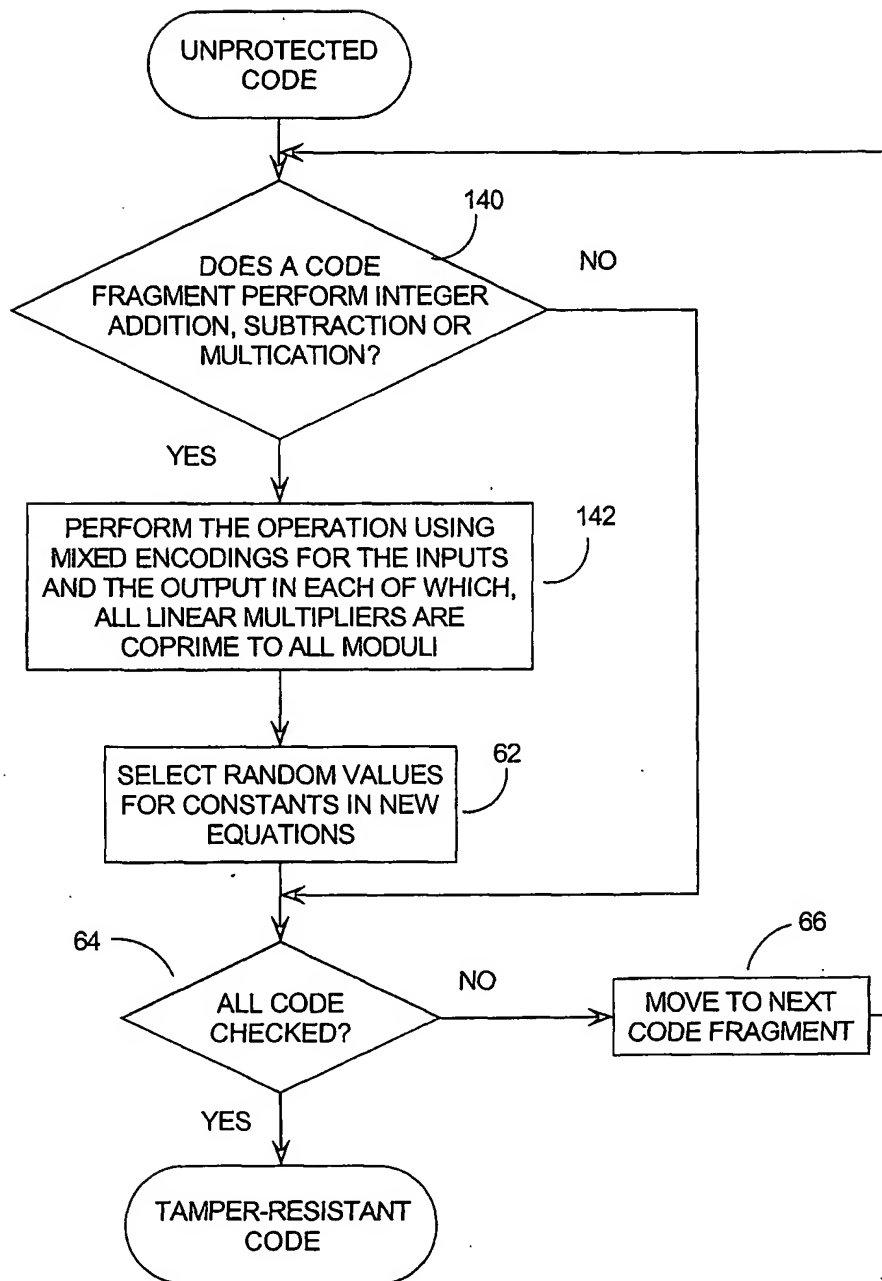 UNPROTECTED
CODE
140
DOES A CODE
FRAGMENT PERFORM INTEGER
ADDITION, SUBTRACTION OR
MULTICATION?
NO
YES
PERFORM THE OPERATION USING
MIXED ENCODINGS FOR THE INPUTS
AND THE OUTPUT IN EACH OF WHICH,
ALL LINEAR MULTIPLIERS ARE
COPRIME TO ALL MODULI
142
SELECT RANDOM VALUES
FOR CONSTANTS IN NEW
EQUATIONS
62
64
ALL CODE
CHECKED?
NO
66
MOVE TO NEXT
CODE FRAGMENT
YES
TAMPER-RESISTANT
CODE